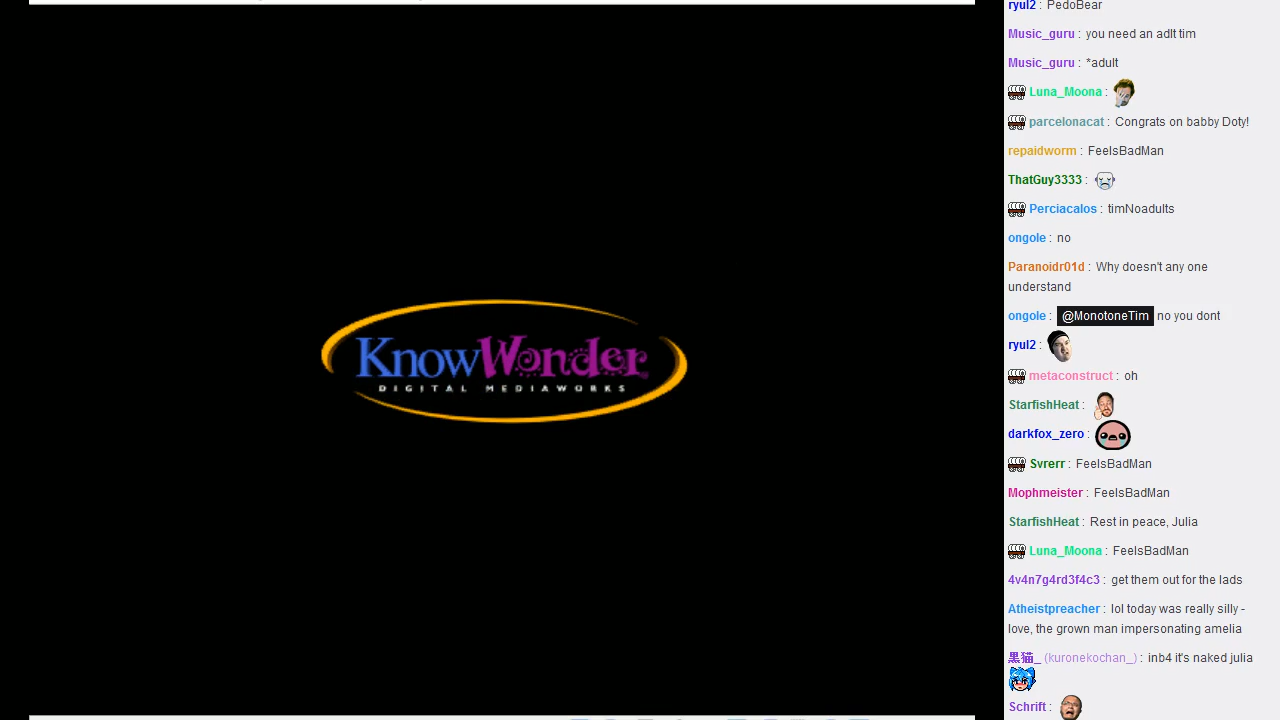 KnowWonder
DIGITAL MEDIAWORKS
ryul2 : PedoBear
Music_guru : you need an adlt tim
Music_guru : *adult
Luna_Moona :
parcelonacat : Congrats on babby Doty!
repaidworm : FeelsBadMan
ThatGuy3333 :
Perciacalos : timNoadults
ongole : no
Paranoidr01d : Why doesn't any one
understand
ongole : @MonotoneTim no you dont
ryul2 :
metaconstruct : oh
StarfishHeat :
darkfox_zero :
Svrerr : FeelsBadMan
Mophmeister : FeelsBadMan
StarfishHeat : Rest in peace, Julia
Luna_Moona : FeelsBadMan
4v4n7g4rd3f4c3 : get them out for the lads
Atheistpreacher : lol today was really silly -
love, the grown man impersonating amelia
黒猫_ (kuronekochan_) : inb4 it's naked julia
Schrift :